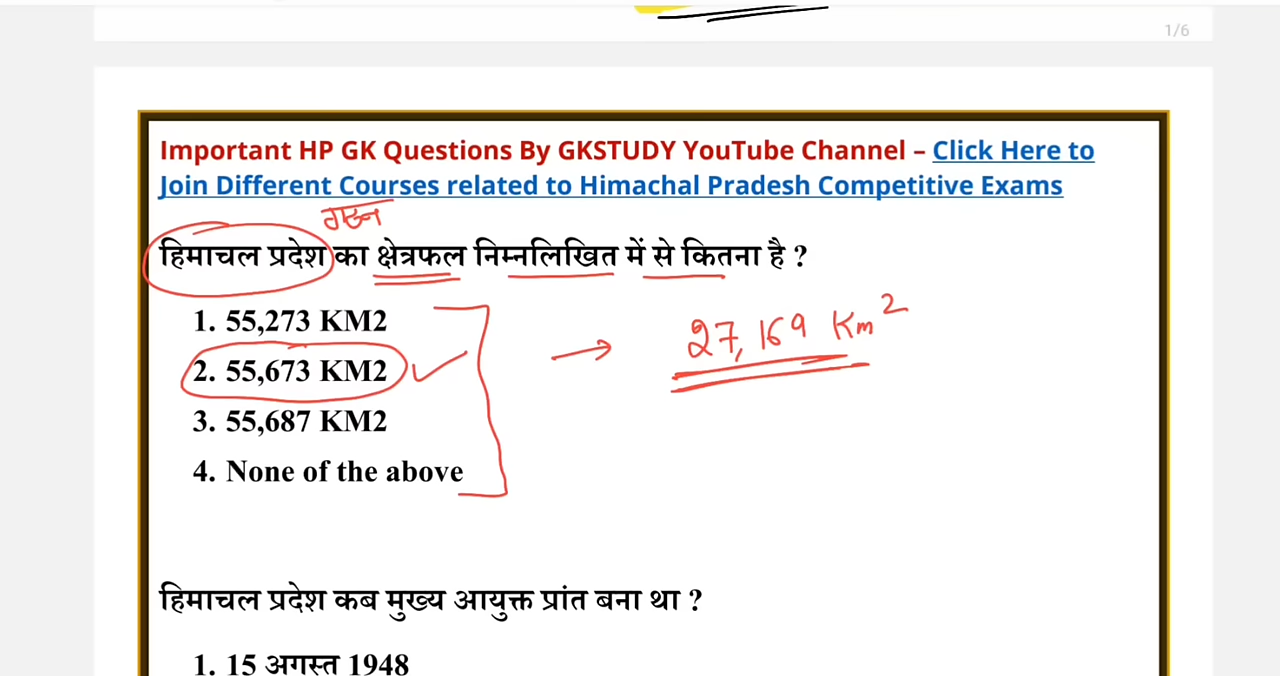 1/6
Important HP GK Questions By GKSTUDY YouTube Channel – Click Here to
Join Different Courses related to Himachal Pradesh Competitive Exams
गठन
हिमाचल प्रदेश का क्षेत्रफल निम्नलिखित में से कितना है ?
1. 55,273 KM2
2. 55,673 KM2
27,169 Km²
3. 55,687 KM2
4. None of the above
हिमाचल प्रदेश कब मुख्य आयुक्त प्रांत बना था ?
1. 15 अगस्त 1948